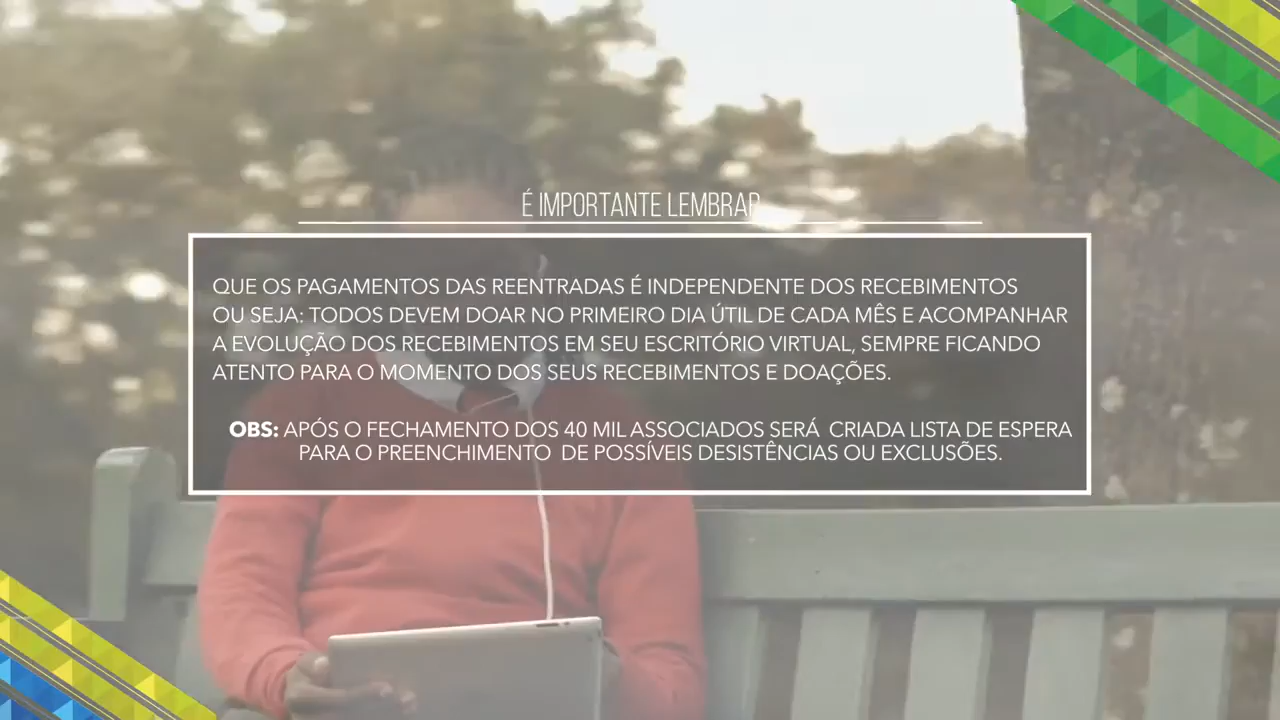 É IMPORTANTE LEMBRAR
QUE OS PAGAMENTOS DAS REENTRADAS É INDEPENDENTE DOS RECEBIMENTOS
OU SEJA: TODOS DEVEM DOAR NO PRIMEIRO DIA ÚTIL DE CADA MÊS E ACOMPANHAR
A EVOLUÇÃO DOS RECEBIMENTOS EM SEU ESCRITÓRIO VIRTUAL, SEMPRE FICANDO
ATENTO PARA O MOMENTO DOS SEUS RECEBIMENTOS E DOAÇÕES.
OBS: APÓS O FECHAMENTO DOS 40 MIL ASSOCIADOS SERÁ CRIADA LISTA DE ESPERA
PARA O PREENCHIMENTO DE POSSÍVEIS DESISTÊNCIAS OU EXCLUSÕES.